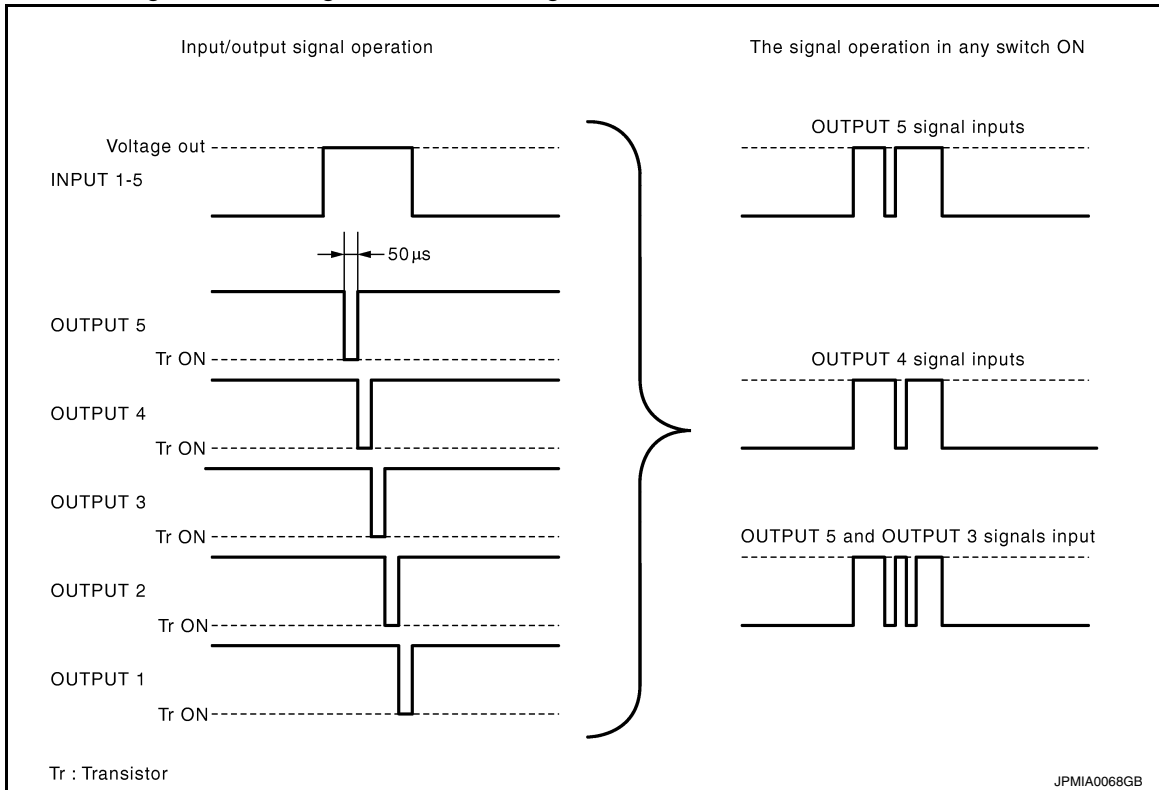 Input/output signal operation
The signal operation in any switch ON
Voltage out
INPUT 1-5
50 µs
OUTPUT 5
Tr ON
OUTPUT 4
Tr ON
OUTPUT 3
Tr ON
OUTPUT 2
Tr ON
OUTPUT 1
Tr ON
OUTPUT 5 signal inputs
OUTPUT 4 signal inputs
OUTPUT 5 and OUTPUT 3 signals input
Tr : Transistor
JPMIA0068GB